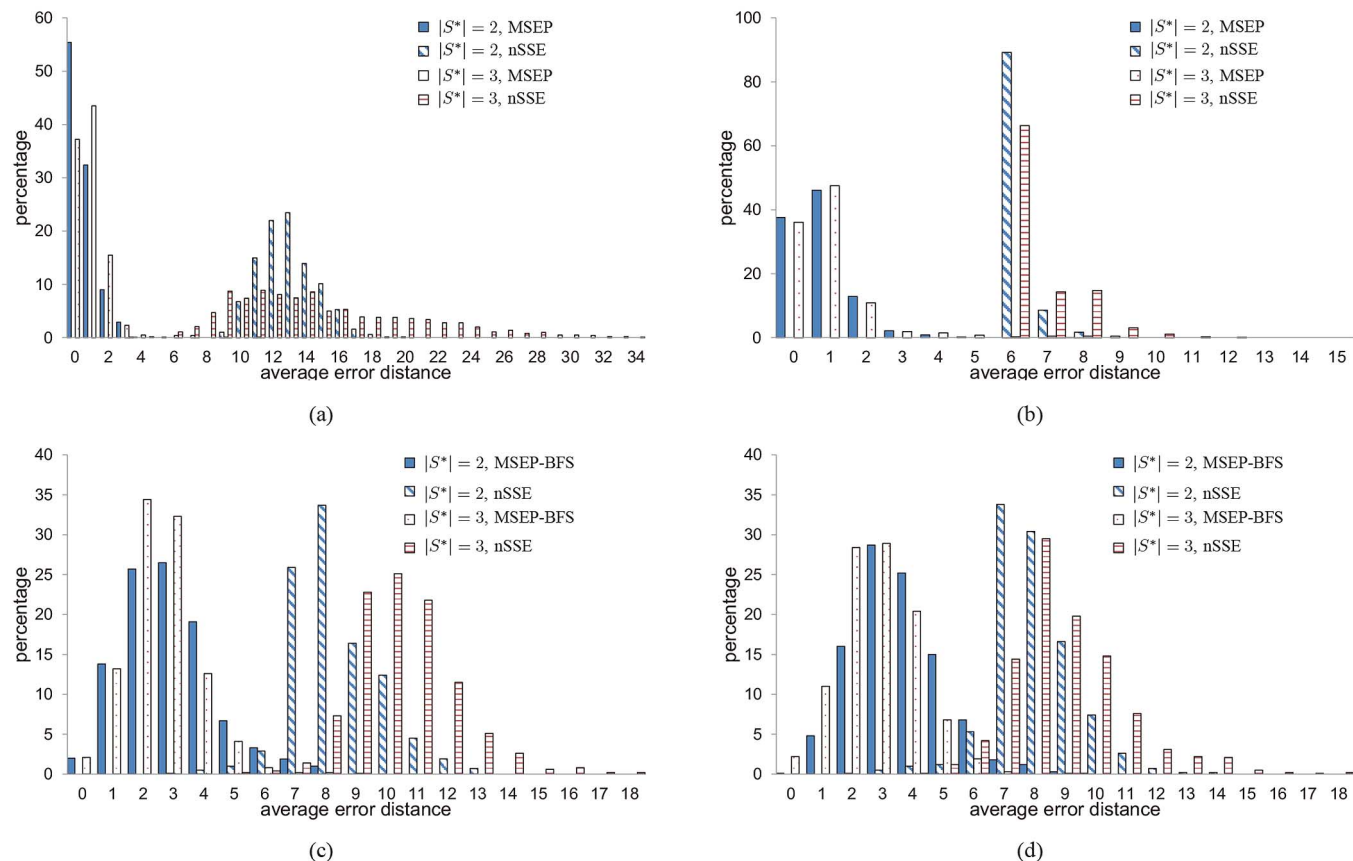 60
50
40
30
20
10
0
percentage
|S*| = 2, MSEP
|S*| = 2, nSSE
|S*| = 3, MSEP
|S*| = 3, nSSE
0 2 4 6 8 10 12 14 16 18 20 22 24 26 28 30 32 34
average error distance
(a)
100
80
60
40
20
0
percentage
|S*| = 2, MSEP
|S*| = 2, nSSE
|S*| = 3, MSEP
|S*| = 3, nSSE
0 1 2 3 4 5 6 7 8 9 10 11 12 13 14 15
average error distance
(b)
40
35
30
25
20
15
10
5
0
percentage
|S*| = 2, MSEP-BFS
|S*| = 2, nSSE
|S*| = 3, MSEP-BFS
|S*| = 3, nSSE
0 1 2 3 4 5 6 7 8 9 10 11 12 13 14 15 16 17 18
average error distance
(c)
40
35
30
25
20
15
10
5
0
percentage
|S*| = 2, MSEP-BFS
|S*| = 2, nSSE
|S*| = 3, MSEP-BFS
|S*| = 3, nSSE
0 1 2 3 4 5 6 7 8 9 10 11 12 13 14 15 16 17 18
average error distance
(d)